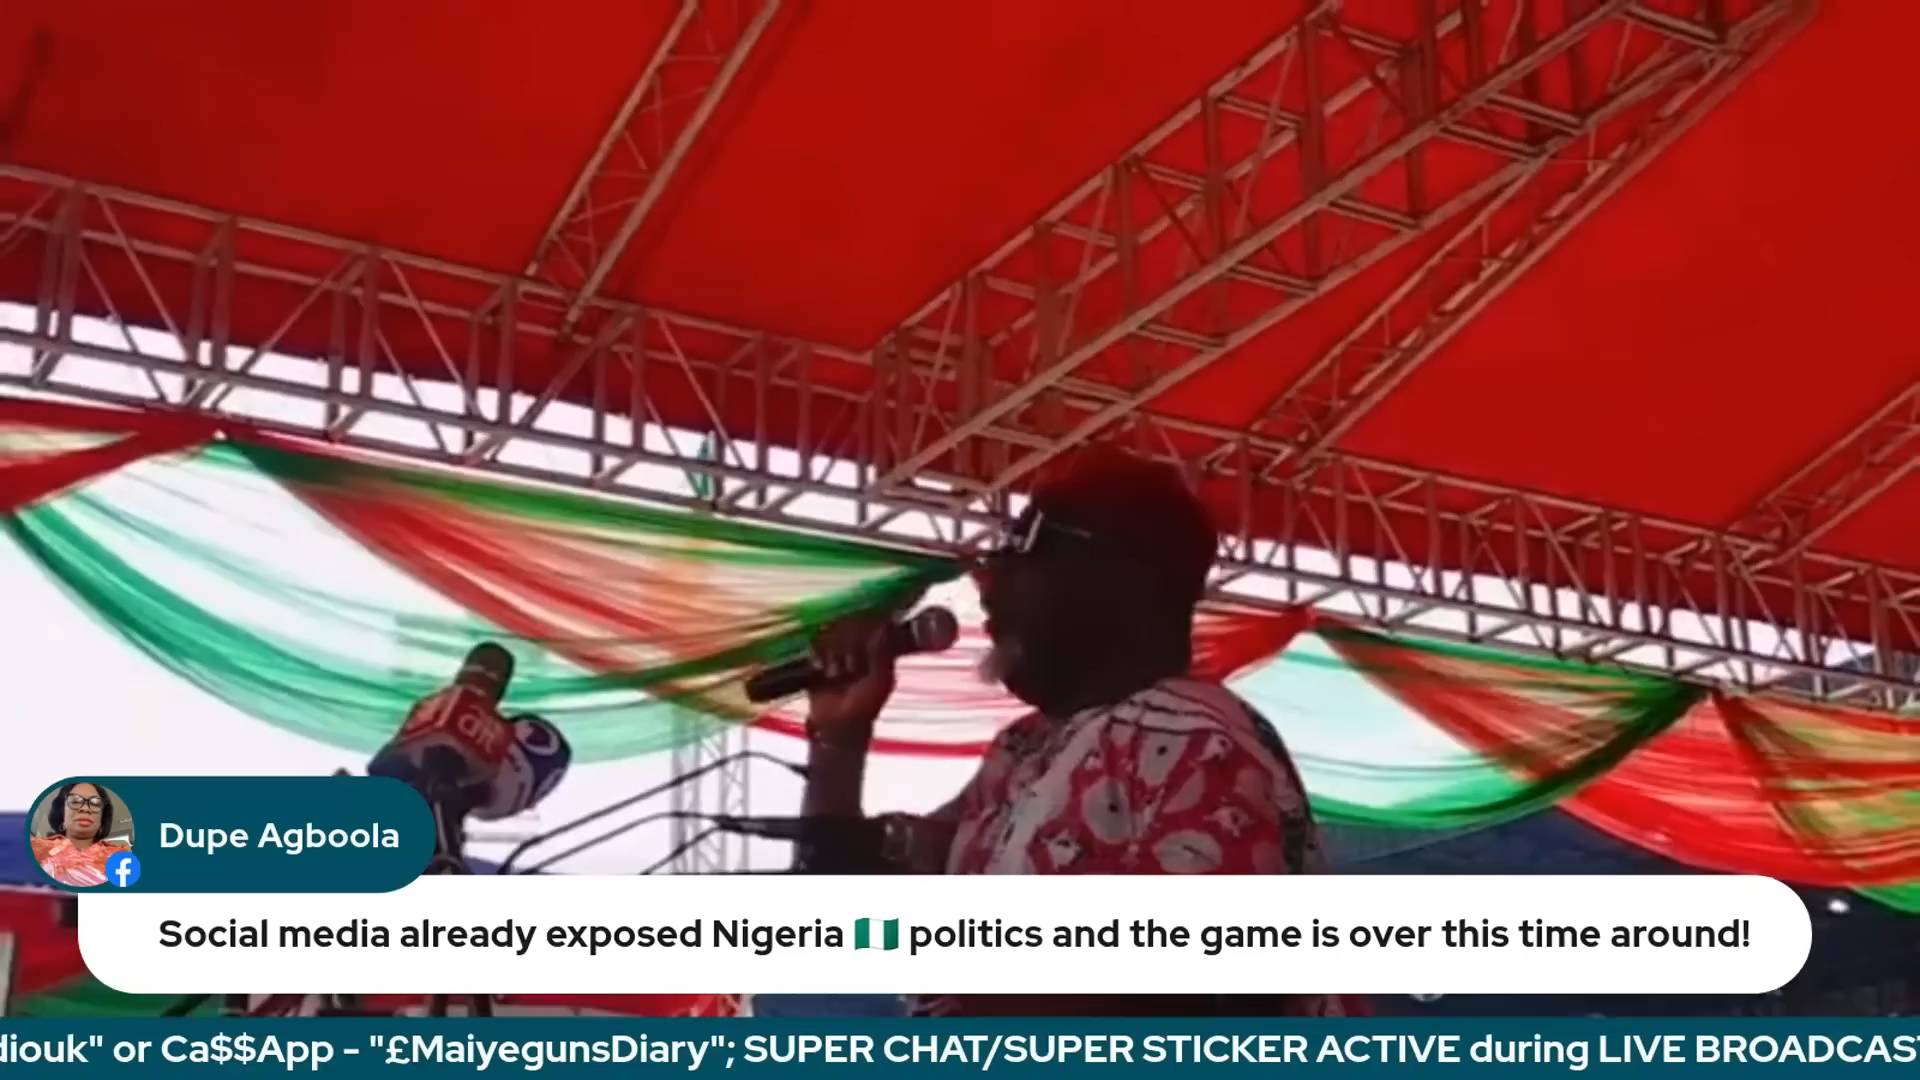 Dupe Agboola
Social media already exposed Nigeria 🇳🇬 politics and the game is over this time around!
diouk" or Ca$$App - "£MaiyegunsDiary"; SUPER CHAT/SUPER STICKER ACTIVE during LIVE BROADCAS